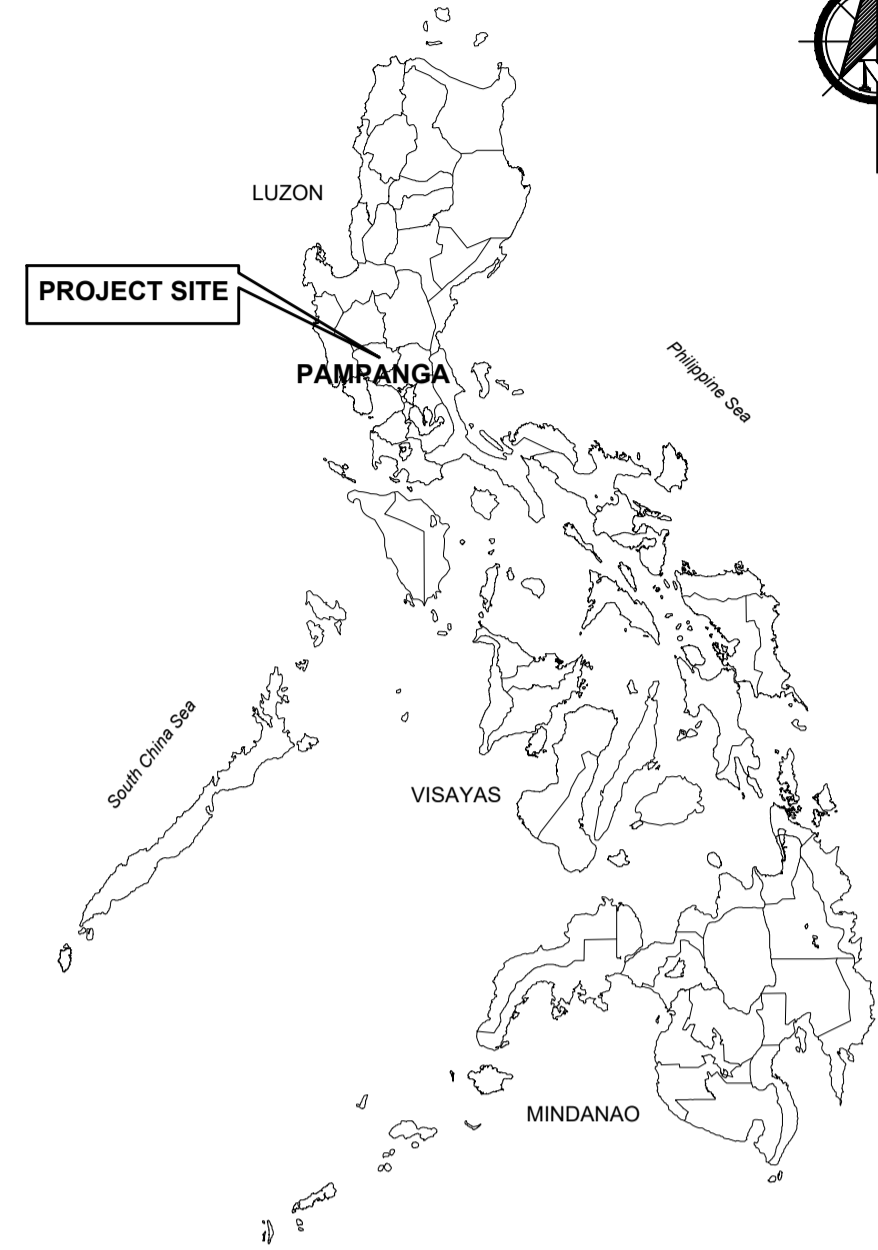 N
LUZON
PROJECT SITE
PAMPANGA
Philippine Sea
South China Sea
VISAYAS
MINDANAO